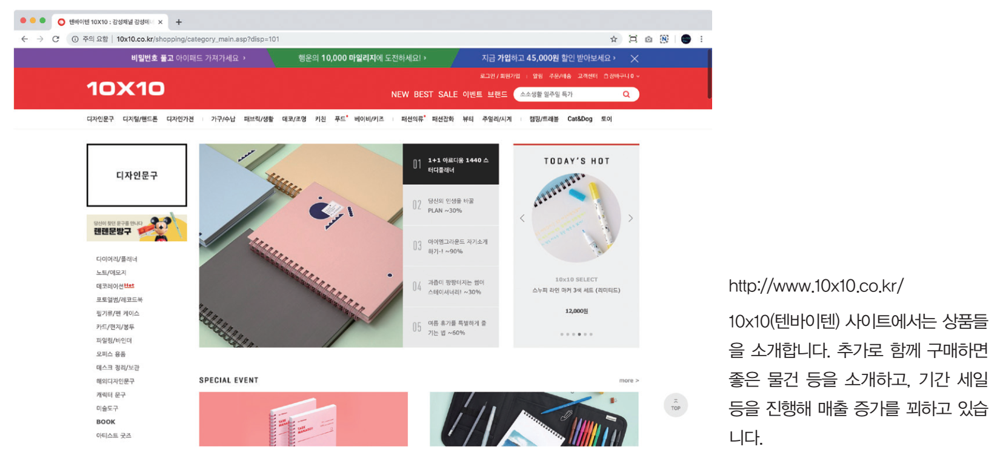 텐바이텐 10X10 : 감성채널 감성에너
주의 요함 | 10x10.co.kr/shopping/category_main.asp?disp=101
비밀번호 풀고 아이패드 가져가세요 >
행운의 10,000 마일리지에 도전하세요! >
지금 가입하고 45,000원 할인 받아보세요 >
로그인 / 회원가입 알림 주문/배송 고객센터 장바구니 0
10X10
NEW BEST SALE 이벤트 브랜드 소소생활 일주일 특가
디자인문구 디지털/핸드폰 디자인가전 가구/수납 패브릭/생활 데코/조명 키친 푸드 베이비/키즈 패션의류 패션잡화 뷰티 주얼리/시계 캠핑/트래블 Cat&Dog 토이
디자인문구
당신이 찾던 문구를 만나다
텐텐문방구
다이어리/플래너
노트/메모지
데코레이션 Hot
포토앨범/레코드북
필기류/펜 케이스
카드/편지/봉투
파일링/바인더
오피스 용품
데스크 정리/보관
해외디자인문구
캐릭터 문구
미술도구
BOOK
아티스트 굿즈
01 1+1 아르디움 1440 스
터디플래너
02 당신의 인생을 바꿀
PLAN ~30%
03 아이엠그라운드 자기소개
하기-! ~90%
04 과즙미 팡팡터지는 썸머
스테이셔너리! ~30%
05 여름 휴가를 특별하게 즐
기는 법 ~60%
TODAY'S HOT
10x10 SELECT
스누피 라인 마커 3색 세트 (리미티드)
12,000원
SPECIAL EVENT
more >
TASK
MANAGER
TASK
MANAGER
TOP
http://www.10x10.co.kr/
10x10(텐바이텐) 사이트에서는 상품들
을 소개합니다. 추가로 함께 구매하면
좋은 물건 등을 소개하고, 기간 세일
등을 진행해 매출 증가를 꾀하고 있습
니다.